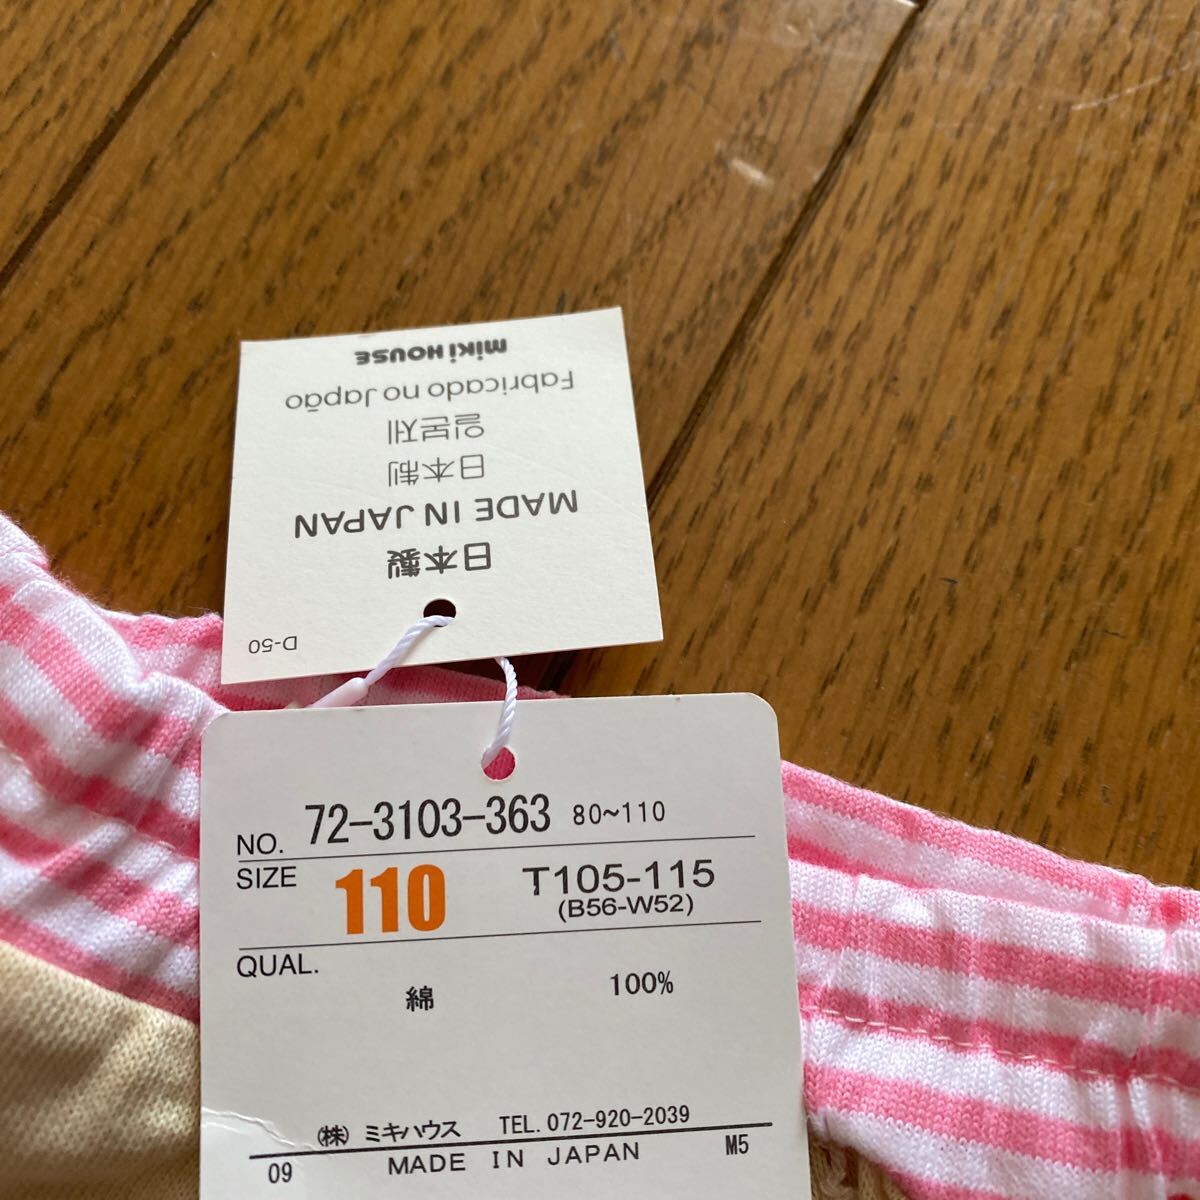 日本製
MADE IN JAPAN
日本制
일본제
Fabricado no Japão
miki HOUSE
D-50
NO. 72-3103-363 80~110
SIZE 110 T105-115
(B56-W52)
QUAL.
綿 100%
(株) ミキハウス TEL. 072-920-2039
09 MADE IN JAPAN M5